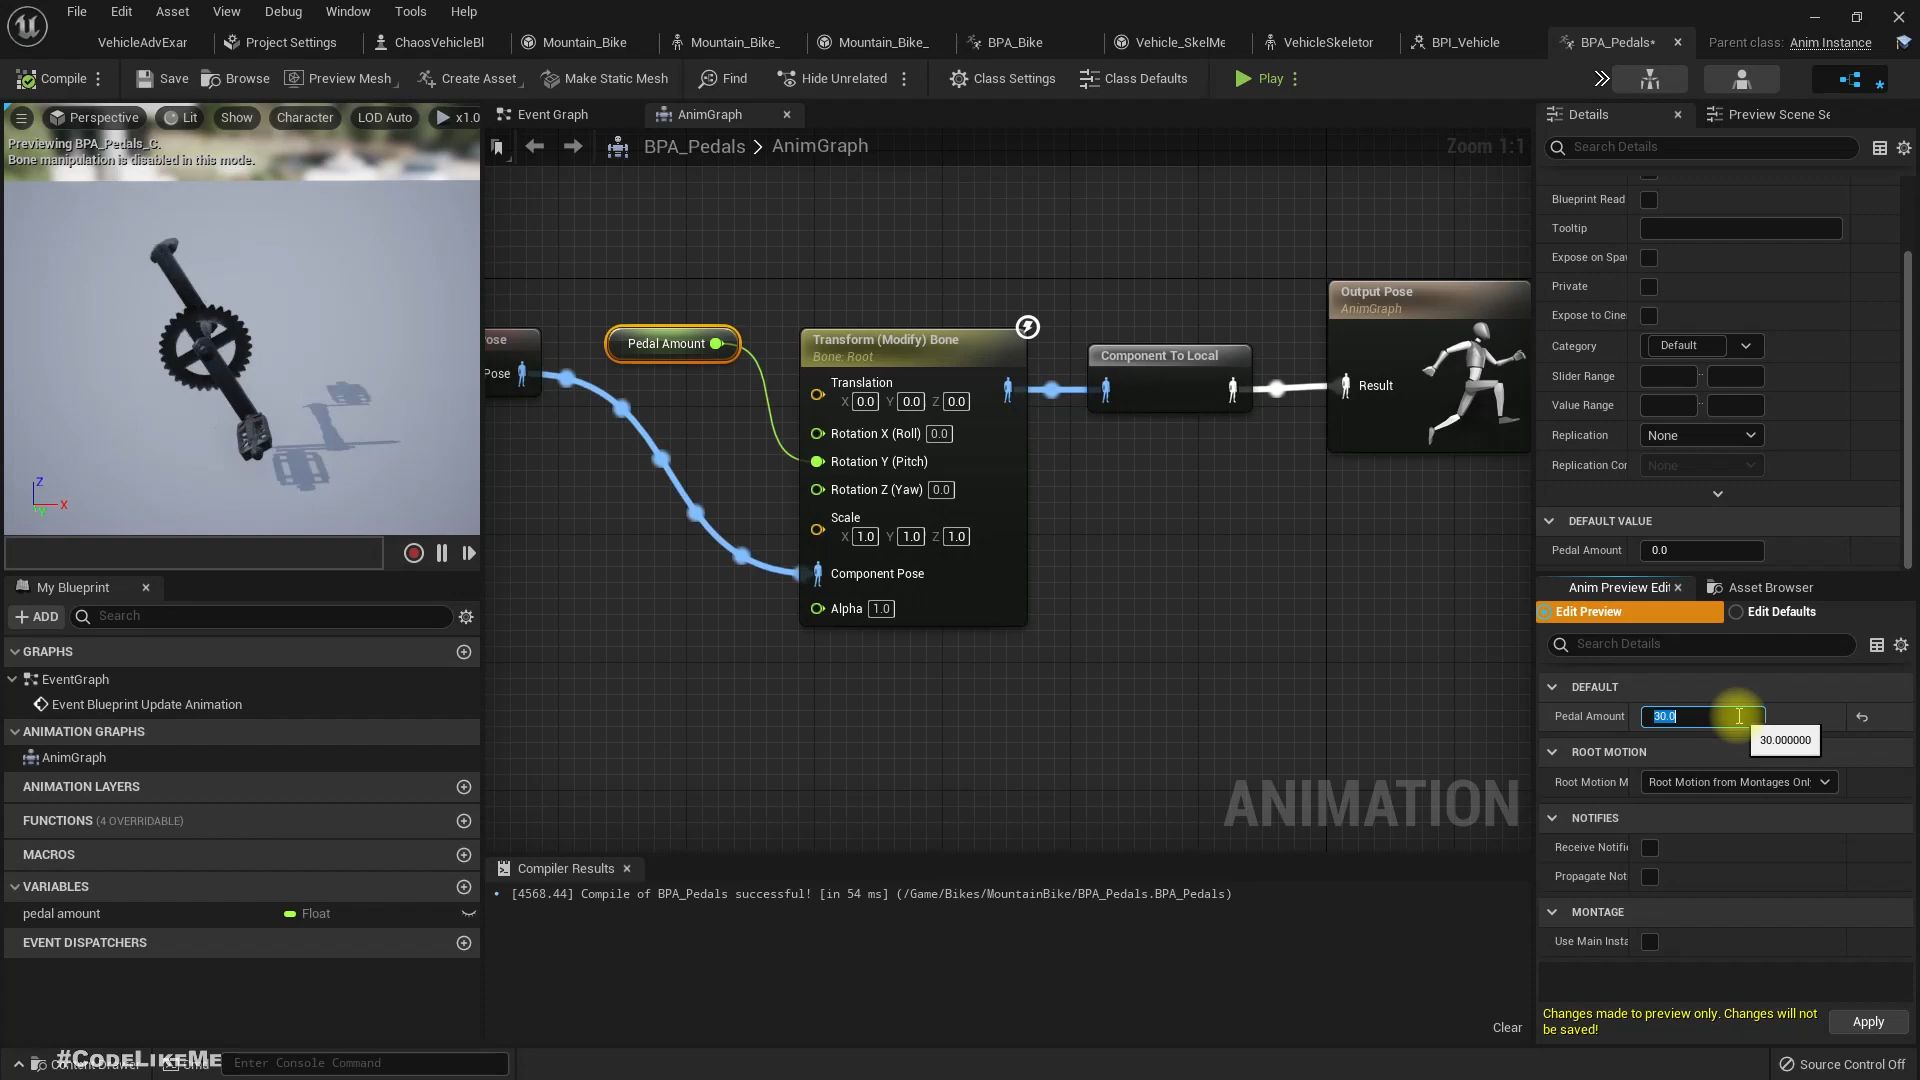 File Edit Asset View Debug Window Tools Help
VehicleAdvExar Project Settings ChaosVehicleBl Mountain_Bike Mountain_Bike_ Mountain_Bike_ BPA_Bike Vehicle_SkelMe VehicleSkeletor BPI_Vehicle BPA_Pedals* Parent class: Anim Instance
Compile Save Browse Preview Mesh Create Asset Make Static Mesh Find Hide Unrelated Class Settings Class Defaults Play
Perspective Lit Show Character LOD Auto x1.0
Previewing BPA_Pedals_C.
Bone manipulation is disabled in this mode.
Z
X
Y
My Blueprint
ADD Search
GRAPHS
EventGraph
Event Blueprint Update Animation
ANIMATION GRAPHS
AnimGraph
ANIMATION LAYERS
FUNCTIONS (4 OVERRIDABLE)
MACROS
VARIABLES
pedal amount Float
EVENT DISPATCHERS
Event Graph AnimGraph
BPA_Pedals > AnimGraph Zoom 1:1
ose
Pose
Pedal Amount
Transform (Modify) Bone
Bone: Root
Translation
X 0.0 Y 0.0 Z 0.0
Rotation X (Roll) 0.0
Rotation Y (Pitch)
Rotation Z (Yaw) 0.0
Scale
X 1.0 Y 1.0 Z 1.0
Component Pose
Alpha 1.0
Component To Local
Output Pose
AnimGraph
Result
ANIMATION
Compiler Results
[4568.44] Compile of BPA_Pedals successful! [in 54 ms] (/Game/Bikes/MountainBike/BPA_Pedals.BPA_Pedals)
Clear
Details Preview Scene Se
Search Details
Blueprint Read
Tooltip
Expose on Spa
Private
Expose to Cine
Category Default
Slider Range
Value Range
Replication None
Replication Cor None
DEFAULT VALUE
Pedal Amount 0.0
Anim Preview Edit Asset Browser
Edit Preview Edit Defaults
Search Details
DEFAULT
Pedal Amount 30.0
30.000000
ROOT MOTION
Root Motion M Root Motion from Montages Onl
NOTIFIES
Receive Notifi
Propagate Not
MONTAGE
Use Main Insta
Changes made to preview only. Changes will not
be saved!
Apply
#CodeLikeMe
Content Drawer Cmd Enter Console Command Source Control Off